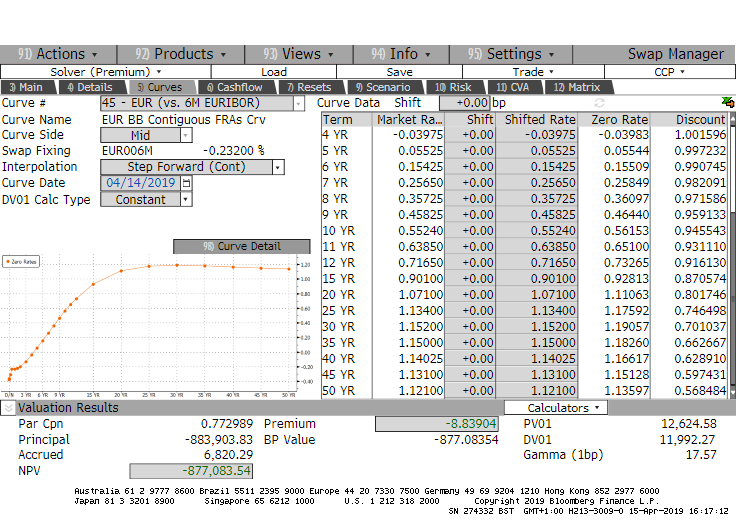 91) Actions 92) Products 93) Views 94) Info 95) Settings Swap Manager
Solver (Premium) Load Save Trade CCP
3) Main 4) Details 5) Curves 6) Cashflow 7) Resets 9) Scenario 10) Risk 11) CVA 12) Matrix
Curve # 45 - EUR (vs. 6M EURIBOR) Curve Data Shift +0.00 bp
Curve Name EUR BB Contiguous FRAs Crv
Curve Side Mid
Swap Fixing EUR006M -0.23200 %
Interpolation Step Forward (Cont)
Curve Date 04/14/2019
DV01 Calc Type Constant
Term Market Ra... Shift Shifted Rate Zero Rate Discount
4 YR -0.03975 +0.00 -0.03975 -0.03983 1.001596
5 YR 0.05525 +0.00 0.05525 0.05544 0.997232
6 YR 0.15425 +0.00 0.15425 0.15509 0.990745
7 YR 0.25650 +0.00 0.25650 0.25849 0.982091
8 YR 0.35725 +0.00 0.35725 0.36097 0.971586
9 YR 0.45825 +0.00 0.45825 0.46440 0.959133
10 YR 0.55240 +0.00 0.55240 0.56153 0.945543
11 YR 0.63850 +0.00 0.63850 0.65100 0.931110
12 YR 0.71650 +0.00 0.71650 0.73265 0.916130
15 YR 0.90100 +0.00 0.90100 0.92813 0.870574
20 YR 1.07100 +0.00 1.07100 1.11063 0.801746
25 YR 1.13400 +0.00 1.13400 1.17592 0.746498
30 YR 1.15200 +0.00 1.15200 1.19057 0.701037
35 YR 1.15000 +0.00 1.15000 1.18260 0.662667
40 YR 1.14025 +0.00 1.14025 1.16617 0.628910
45 YR 1.13100 +0.00 1.13100 1.15128 0.597431
50 YR 1.12100 +0.00 1.12100 1.13597 0.568484
98) Curve Detail
Zero Rates
1.20
1.00
0.80
0.60
0.40
0.20
0.00
-0.20
-0.40
O/N 3 YR 6 YR 9 YR 15 YR 20 YR 25 YR 30 YR 35 YR 40 YR 45 YR 50 YR
Valuation Results Calculators
Par Cpn 0.772989 Premium -8.83904 PV01 12,624.58
Principal -883,903.83 BP Value -877.08354 DV01 11,992.27
Accrued 6,820.29 Gamma (1bp) 17.57
NPV -877,083.54
Australia 61 2 9777 8600 Brazil 5511 2395 9000 Europe 44 20 7330 7500 Germany 49 69 9204 1210 Hong Kong 852 2977 6000
Japan 81 3 3201 8900 Singapore 65 6212 1000 U.S. 1 212 318 2000 Copyright 2019 Bloomberg Finance L.P.
SN 274332 BST GMT+1:00 H213-3009-0 15-Apr-2019 16:17:12